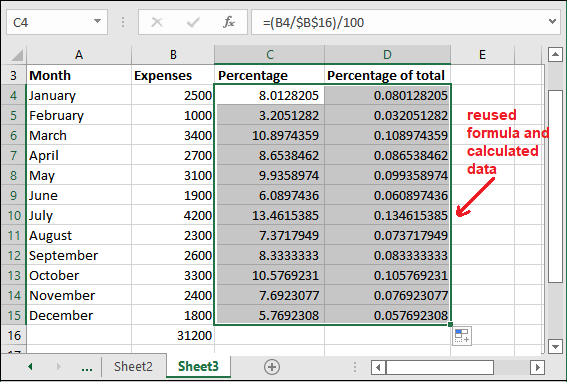 C4 fx =(B4/$B$16)/100
A B C D E
3 Month Expenses Percentage Percentage of total
4 January 2500 8.0128205 0.080128205
5 February 1000 3.2051282 0.032051282
6 March 3400 10.8974359 0.108974359
7 April 2700 8.6538462 0.086538462
8 May 3100 9.9358974 0.099358974
9 June 1900 6.0897436 0.060897436
10 July 4200 13.4615385 0.134615385
11 August 2300 7.3717949 0.073717949
12 September 2600 8.3333333 0.083333333
13 October 3300 10.5769231 0.105769231
14 November 2400 7.6923077 0.076923077
15 December 1800 5.7692308 0.057692308
16 31200
reused
formula and
calculated
data
... Sheet2 Sheet3